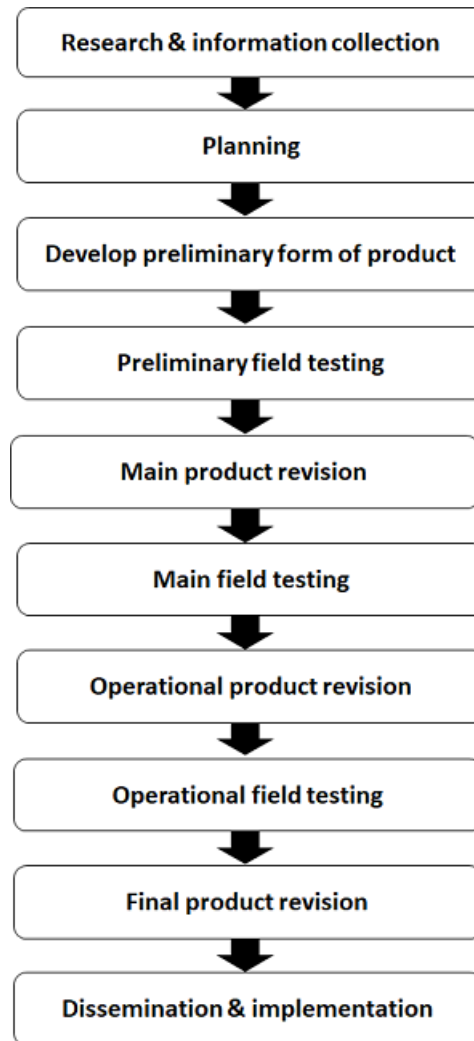 Research & information collection
Planning
Develop preliminary form of product
Preliminary field testing
Main product revision
Main field testing
Operational product revision
Operational field testing
Final product revision
Dissemination & implementation